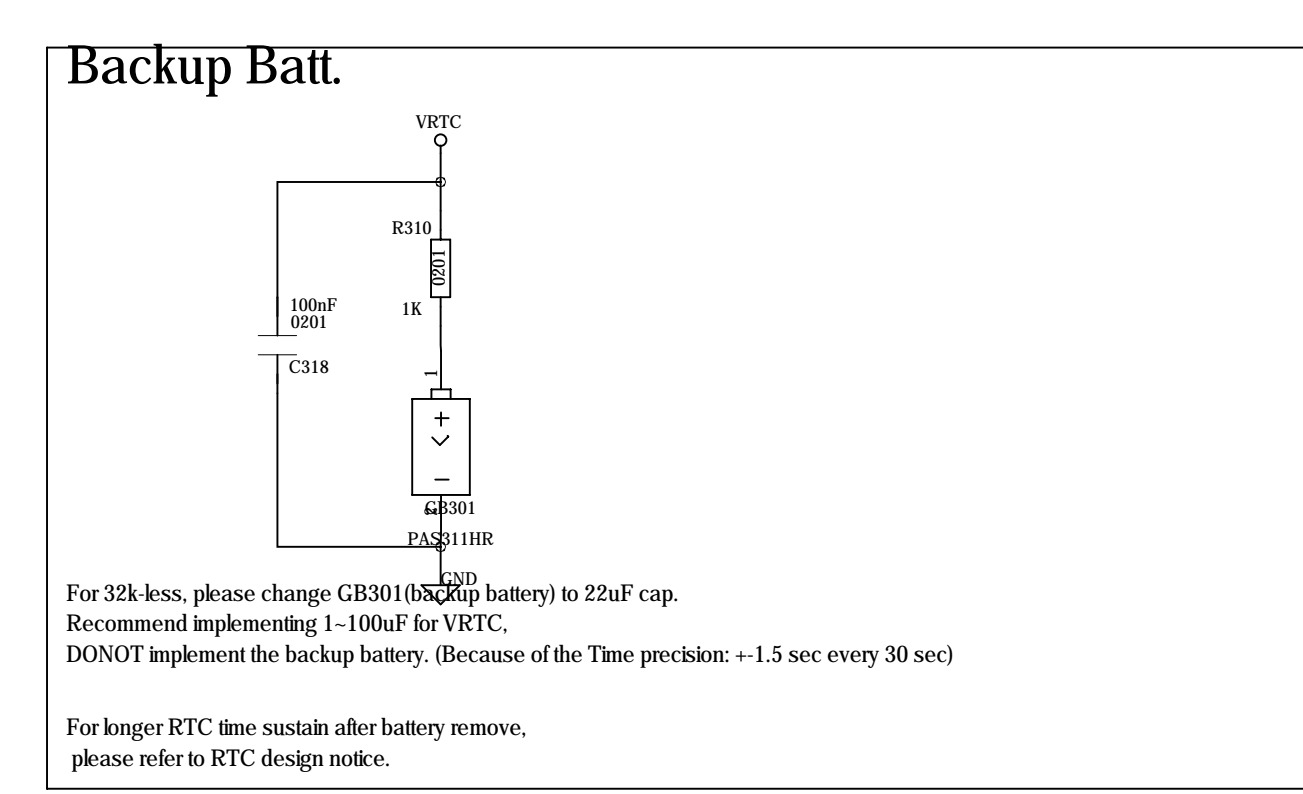 Backup Batt.
VRTC
R310
0201
1K
100nF
0201
C318
1
+
-
GB301
2
PAS311HR
GND
For 32k-less, please change GB301(backup battery) to 22uF cap.
Recommend implementing 1~100uF for VRTC,
DONOT implement the backup battery. (Because of the Time precision: +-1.5 sec every 30 sec)
For longer RTC time sustain after battery remove,
please refer to RTC design notice.